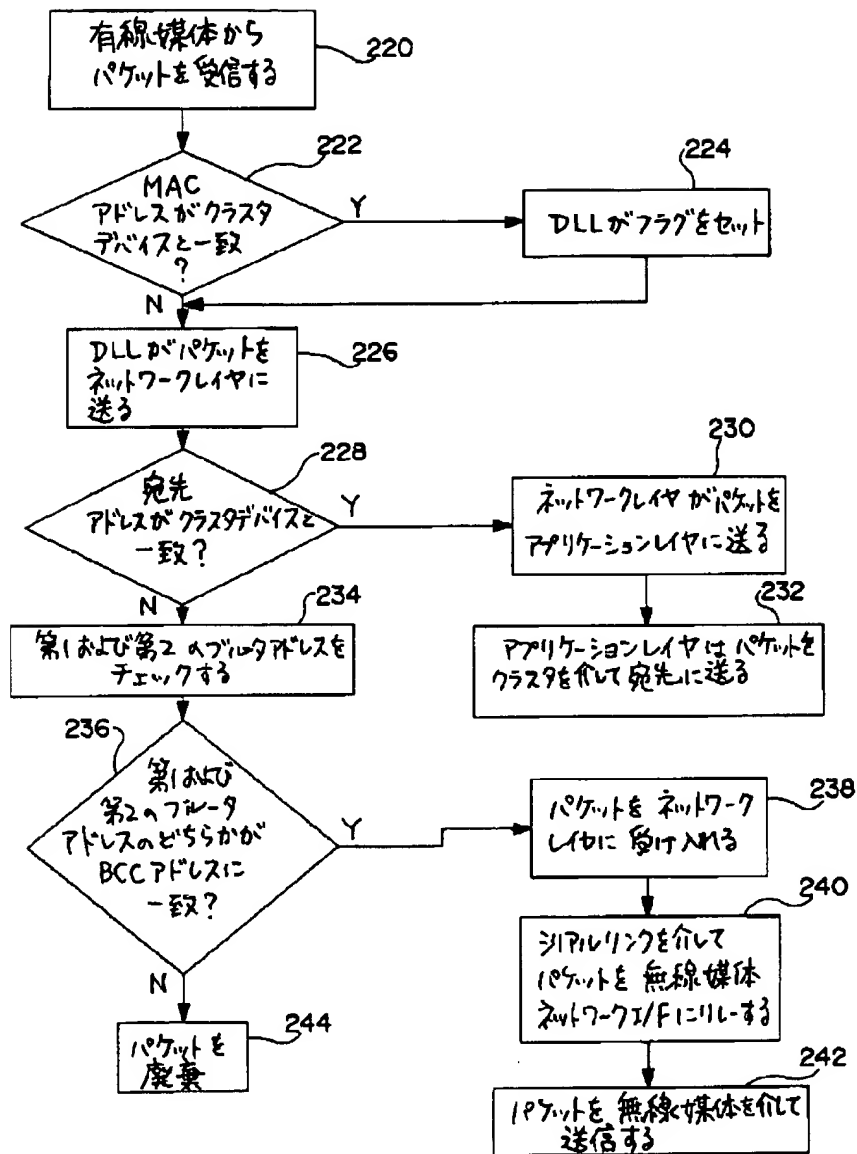 有線媒体から
パケットを受信する
220
222
MAC
アドレスがクラスタ
デバイスと一致
?
Y
N
224
DLLがフラグをセット
DLLがパケットを
ネットワークレイヤに
送る
226
228
宛先
アドレスがクラスタデバイスと
一致?
Y
N
230
ネットワークレイヤがパケットを
アプリケーションレイヤに送る
232
アプリケーションレイヤはパケットを
クラスタを介して宛先に送る
234
第1および第2のブルータアドレスを
チェックする
236
第1および
第2のブルータ
アドレスのどちらかが
BCCアドレスに
一致?
Y
N
パケットをネットワーク
レイヤに受け入れる
238
240
シリアルリンクを介して
パケットを無線媒体
ネットワークI/Fにリレーする
242
パケットを無線媒体を介して
送信する
パケットを
廃棄
244